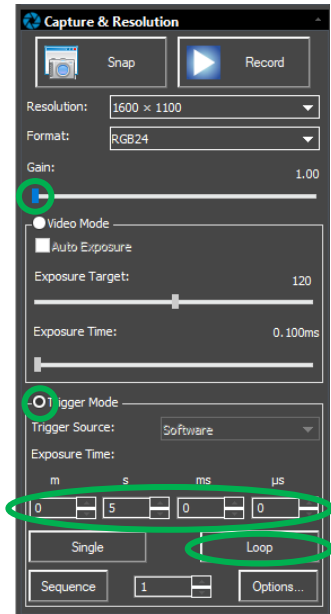 Capture & Resolution
Snap Record
Resolution: 1600 × 1100
Format: RGB24
Gain: 1.00
Video Mode
Auto Exposure
Exposure Target: 120
Exposure Time: 0.100ms
Trigger Mode
Trigger Source: Software
Exposure Time:
m s ms µs
0 5 0 0
Single Loop
Sequence 1 Options...